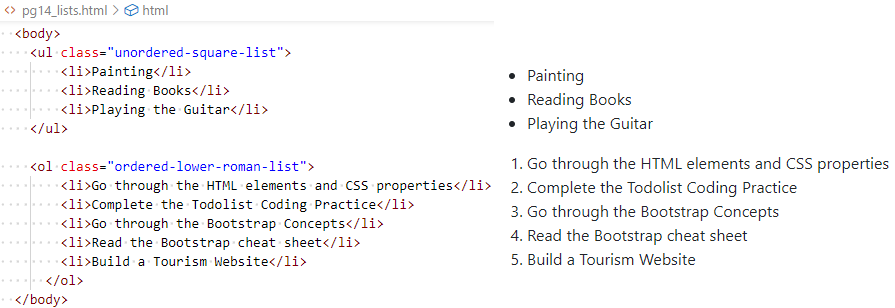 pg14_lists.html > html
<body>
<ul class="unordered-square-list">
<li>Painting</li>
<li>Reading Books</li>
<li>Playing the Guitar</li>
</ul>
<ol class="ordered-lower-roman-list">
<li>Go through the HTML elements and CSS properties</li>
<li>Complete the Todolist Coding Practice</li>
<li>Go through the Bootstrap Concepts</li>
<li>Read the Bootstrap cheat sheet</li>
<li>Build a Tourism Website</li>
</ol>
</body>
• Painting
• Reading Books
• Playing the Guitar
1. Go through the HTML elements and CSS properties
2. Complete the Todolist Coding Practice
3. Go through the Bootstrap Concepts
4. Read the Bootstrap cheat sheet
5. Build a Tourism Website